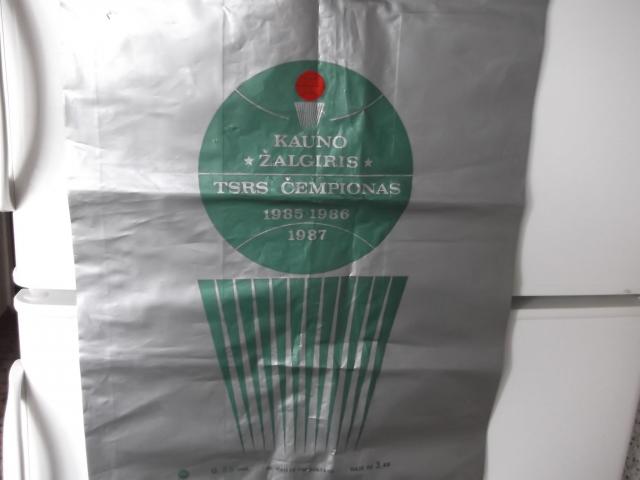 KAUNO
★ ŽALGIRIS ★
TSRS ČEMPIONAS
1985 1986
1987